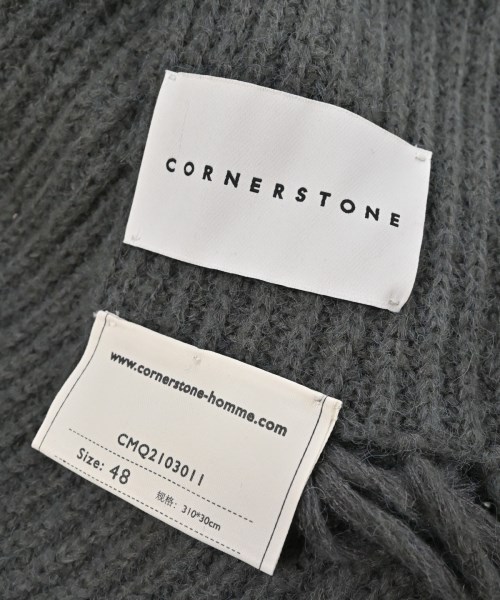 CORNERSTONE
www.cornerstone-homme.com
CMQ2103011
Size: 48 规格: 310*30cm